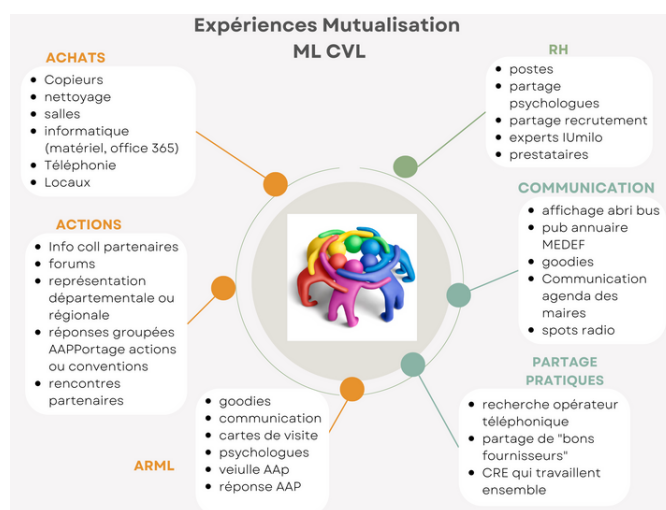 Expériences Mutualisation
ML CVL
ACHATS
Copieurs
nettoyage
salles
informatique
(matériel, office 365)
Téléphonie
Locaux
RH
postes
partage
psychologues
partage recrutement
experts IUmilo
prestataires
COMMUNICATION
affichage abri bus
pub annuaire
MEDEF
goodies
Communication
agenda des
maires
spots radio
ACTIONS
Info coll partenaires
forums
représentation
départementale ou
régionale
réponses groupées
AAPPortage actions
ou conventions
rencontres
partenaires
PARTAGE
PRATIQUES
recherche opérateur
téléphonique
partage de "bons
fournisseurs"
CRE qui travaillent
ensemble
ARML
goodies
communication
cartes de visite
psychologues
veiulle AAp
réponse AAP